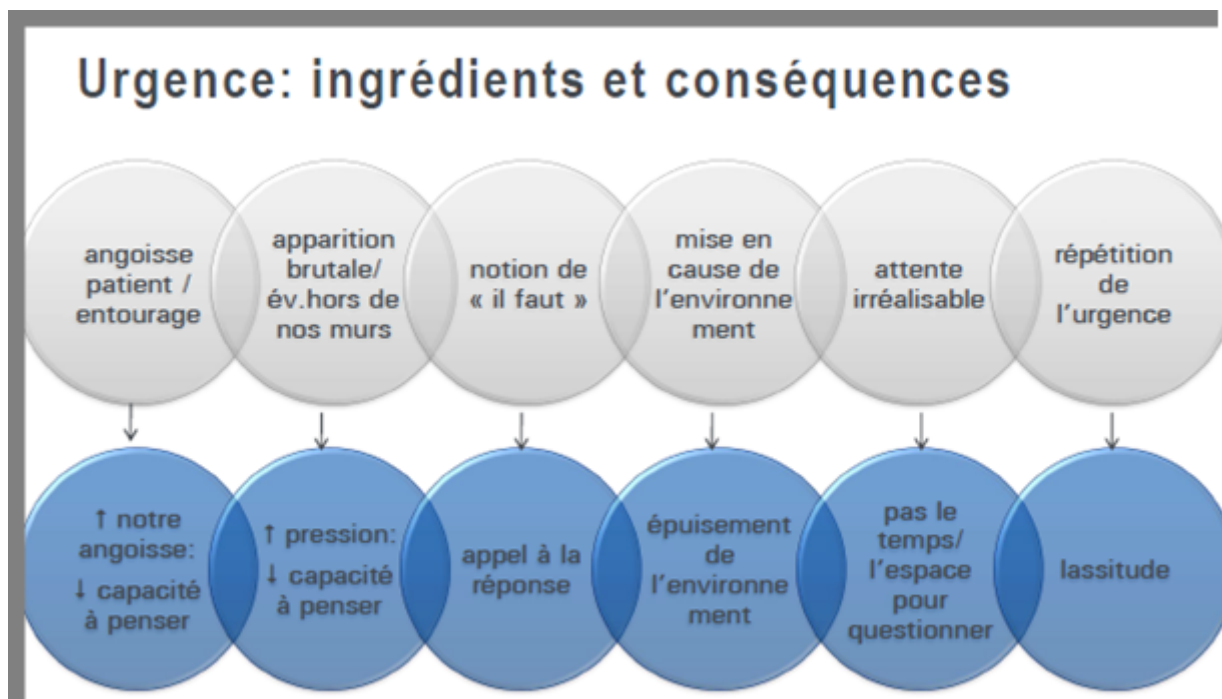 Urgence: ingrédients et conséquences
angoisse
patient /
entourage
apparition
brutale/
év.hors de
nos murs
notion de
« il faut »
mise en
cause de
l'environne
ment
attente
irréalisable
répétition
de
l'urgence
↑ notre
angoisse:
↓ capacité
à penser
↑ pression:
↓ capacité
à penser
appel à la
réponse
épuisement
de
l'environne
ment
pas le
temps/
l'espace
pour
questionner
lassitude